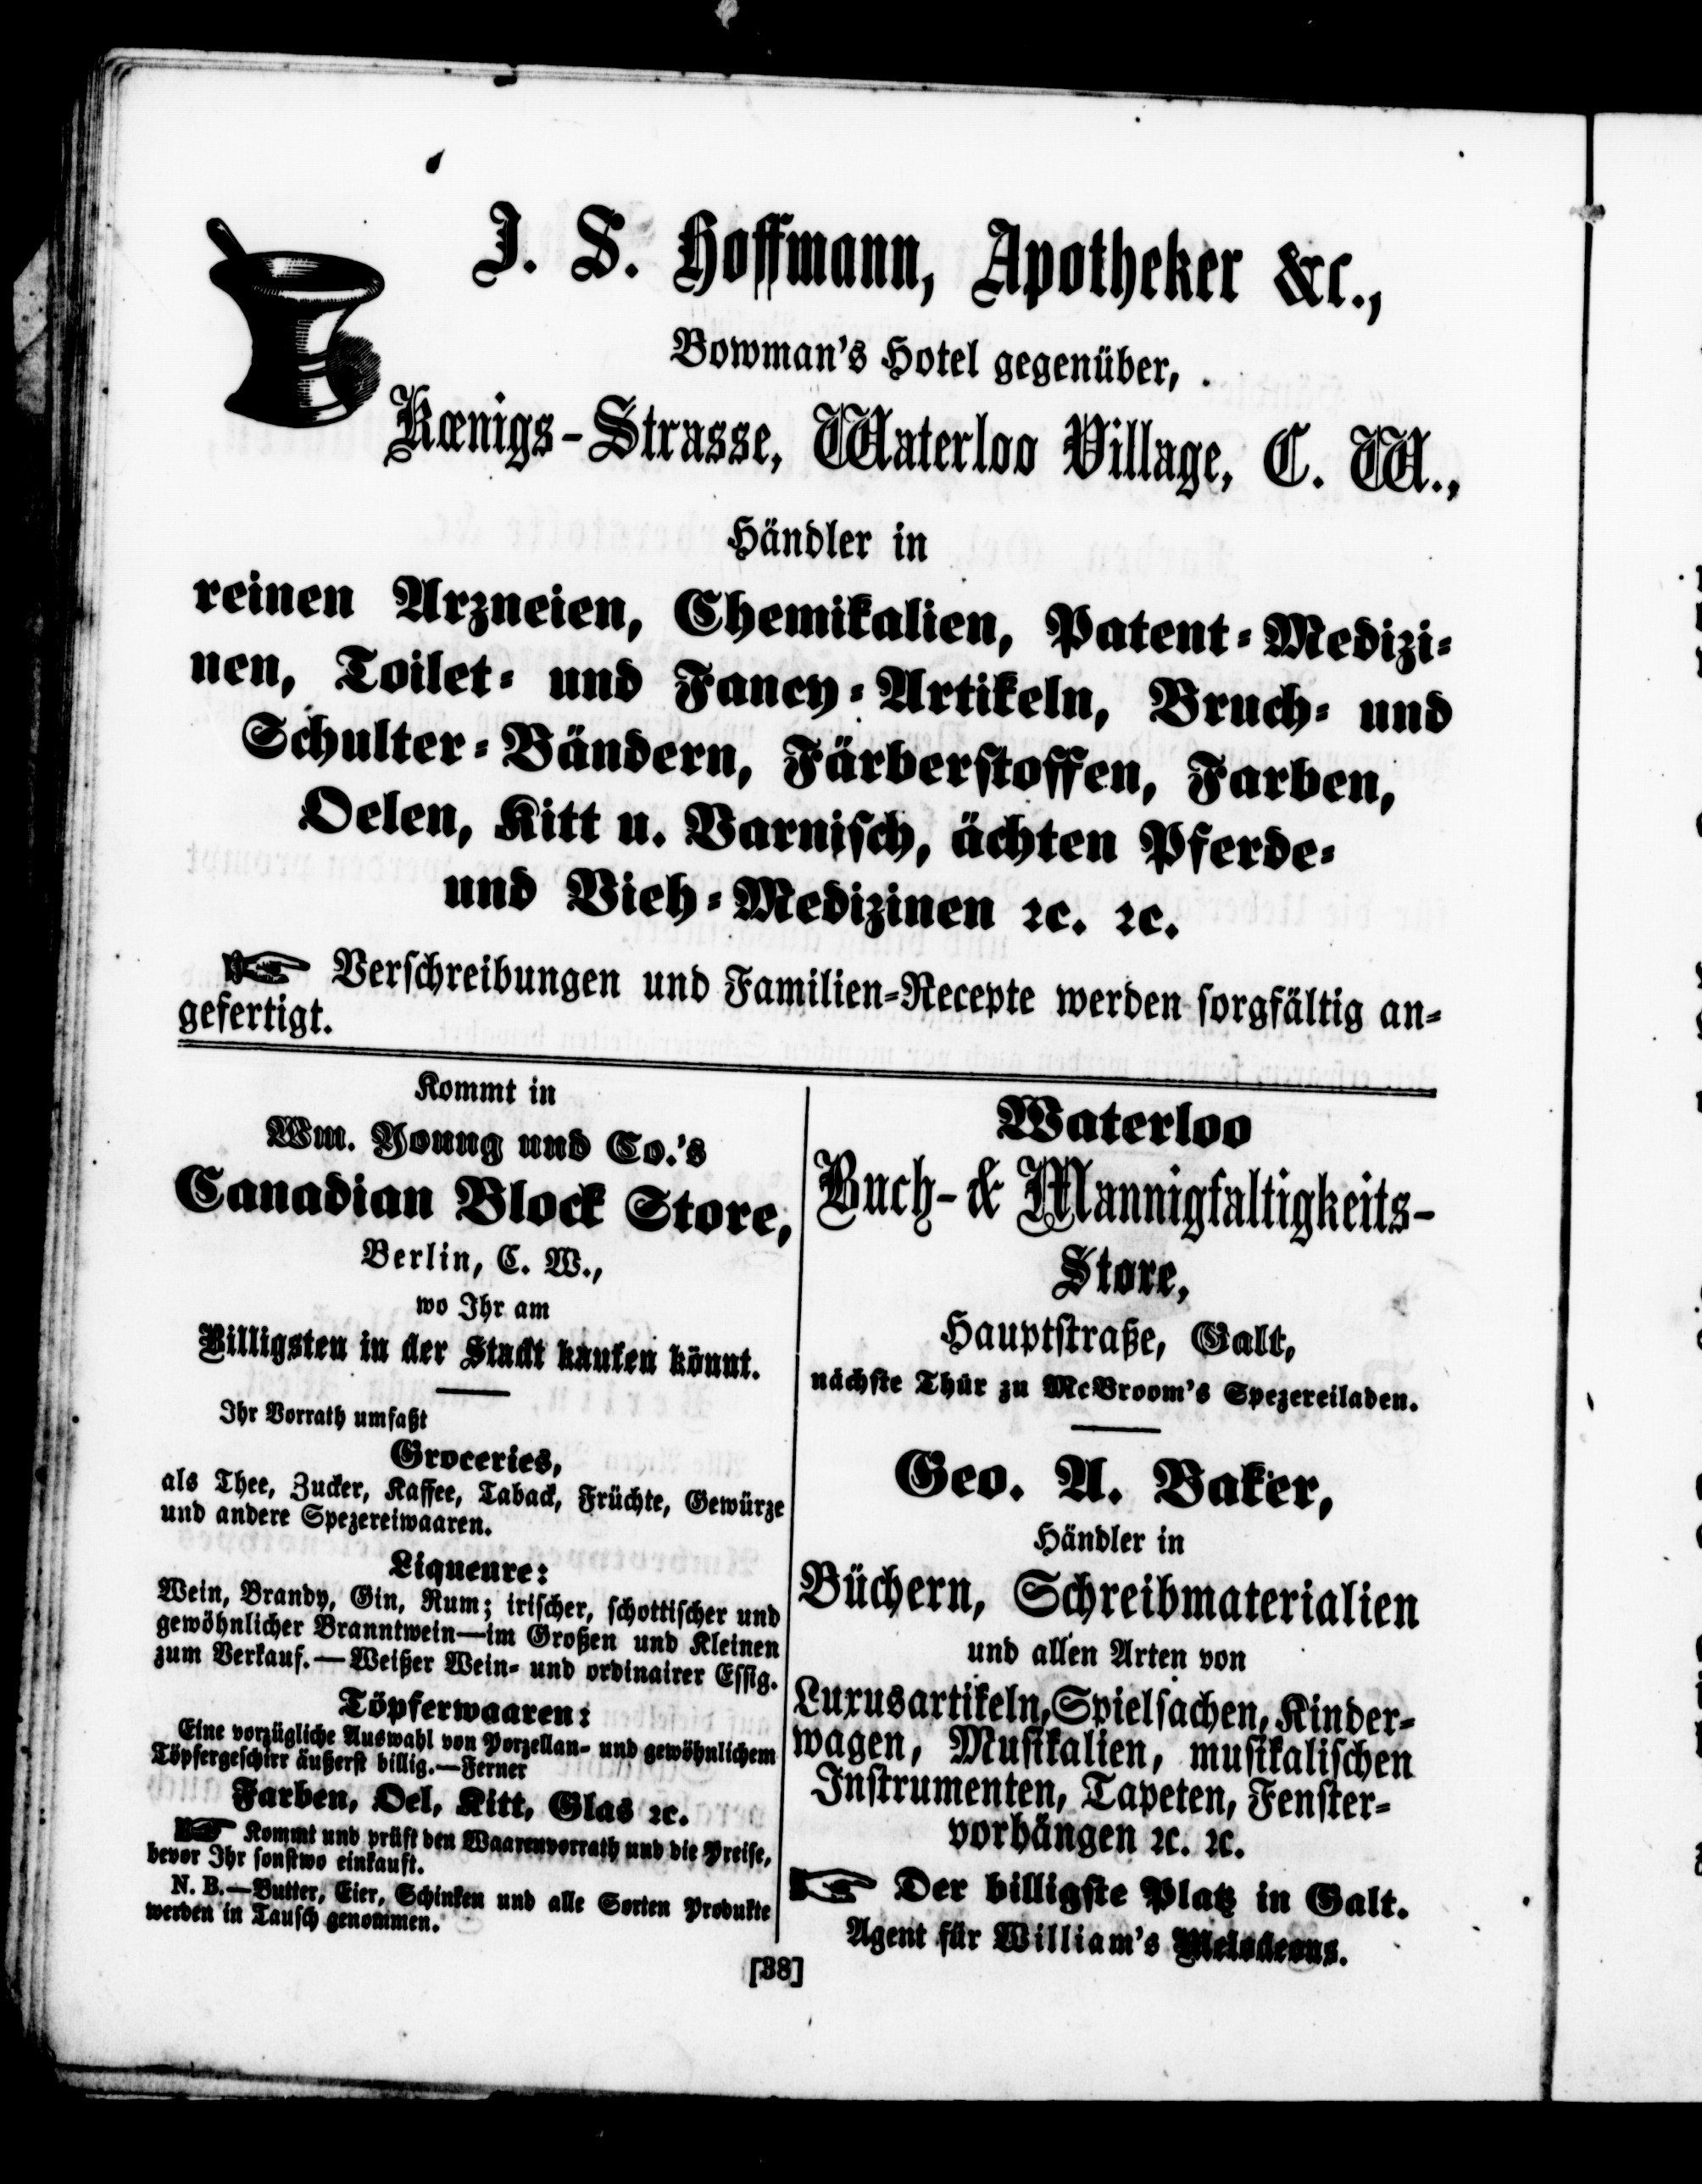 J. S. Hoffmann, Apotheker &c.,
Bowman's Hotel gegenüber,
Kœnigs-Strasse, Waterloo Village, C. W.,
Händler in
reinen Arzneien, Chemikalien, Patent-Medizi-
nen, Toilet- und Fancy-Artikeln, Bruch- und
Schulter-Bändern, Färberstoffen, Farben,
Oelen, Kitt u. Varnisch, ächten Pferde-
und Vieh-Medizinen ꝛc. ꝛc.
☞ Verschreibungen und Familien-Recepte werden sorgfältig an-
gefertigt.
Kommt in
Wm. Young und Co.'s
Canadian Block Store,
Berlin, C. W.,
wo Ihr am
Billigsten in der Stadt kaufen könnt.
Ihr Vorrath umfaßt
Groceries,
als Thee, Zucker, Kaffee, Taback, Früchte, Gewürze
und andere Spezereiwaaren.
Liqueure:
Wein, Brandy, Gin, Rum; irischer, schottischer und
gewöhnlicher Branntwein—im Großen und Kleinen
zum Verkauf.—Weißer Wein- und ordinairer Essig.
Töpferwaaren:
Eine vorzügliche Auswahl von Porzellan- und gewöhnlichem
Töpfergeschirr äußerst billig.—Ferner
Farben, Oel, Kitt, Glas ꝛc.
☞ Kommt und prüft den Waarenvorrath und die Preise,
bevor Ihr sonstwo einkauft.
N. B.—Butter, Eier, Schinken und alle Sorten Produkte
werden in Tausch genommen.
Waterloo
Buch- & Mannigfaltigkeits-
Store,
Hauptstraße, Galt,
nächste Thür zu McBroom's Spezereiladen.
Geo. A. Baker,
Händler in
Büchern, Schreibmaterialien
und allen Arten von
Luxusartikeln, Spielsachen, Kinder-
wagen, Musikalien, musikalischen
Instrumenten, Tapeten, Fenster-
vorhängen ꝛc. ꝛc.
☞ Der billigste Platz in Galt.
Agent für William's Melodeons.
[38]